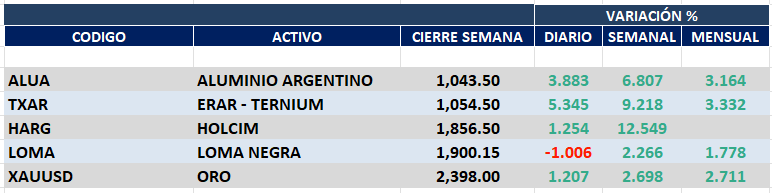 VARIACIÓN %
CODIGO ACTIVO CIERRE SEMANA DIARIO SEMANAL MENSUAL
ALUA ALUMINIO ARGENTINO 1,043.50 3.883 6.807 3.164
TXAR ERAR - TERNIUM 1,054.50 5.345 9.218 3.332
HARG HOLCIM 1,856.50 1.254 12.549
LOMA LOMA NEGRA 1,900.15 -1.006 2.266 1.778
XAUUSD ORO 2,398.00 1.207 2.698 2.711